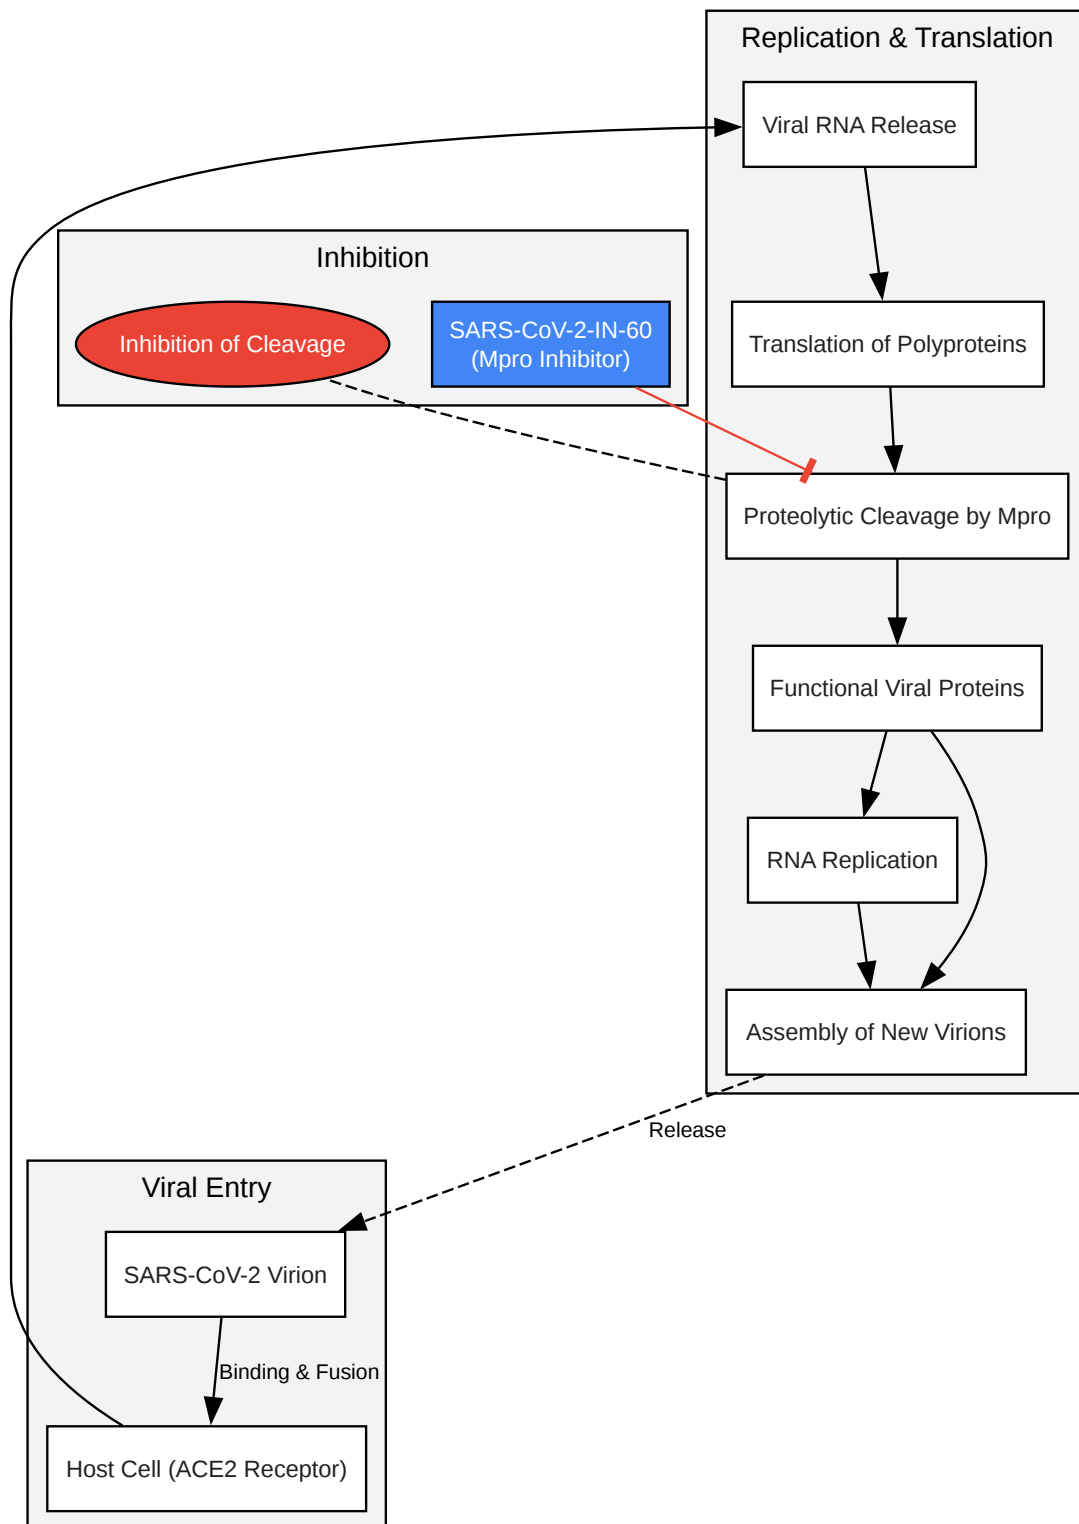 Replication & Translation
Viral RNA Release
Inhibition
Inhibition of Cleavage
SARS-CoV-2-IN-60
(Mpro Inhibitor)
Translation of Polyproteins
Proteolytic Cleavage by Mpro
Functional Viral Proteins
RNA Replication
Assembly of New Virions
Release
Viral Entry
SARS-CoV-2 Virion
Binding & Fusion
Host Cell (ACE2 Receptor)